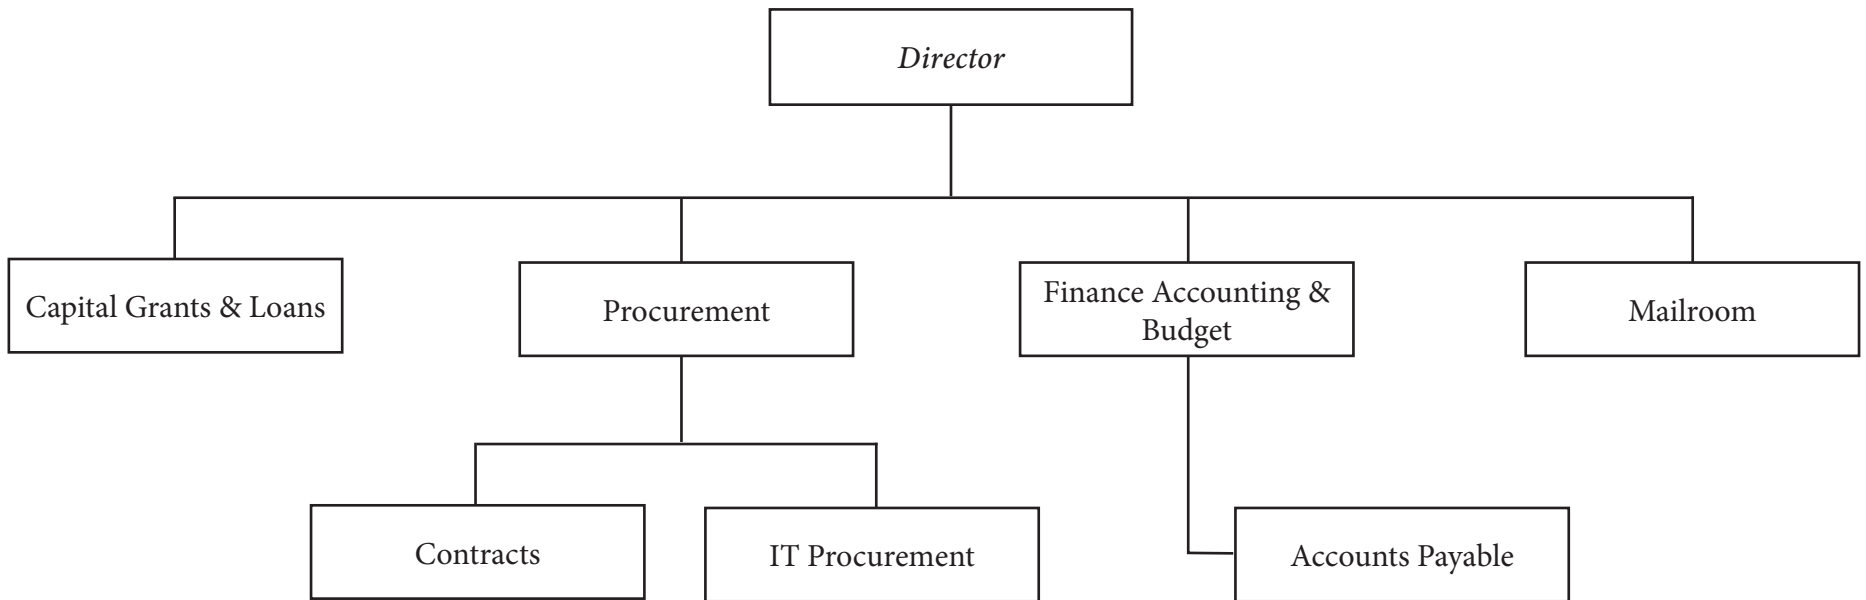 Director
Capital Grants & Loans
Procurement
Finance Accounting &
Budget
Mailroom
Contracts
IT Procurement
Accounts Payable